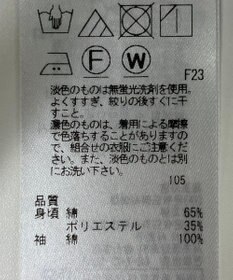 F W
F23
淡色のものは無蛍光洗剤を使用。
よくすすぎ、絞りの後すぐに干
すこと。
濃色のものは、着用による摩擦
で色落ちすることがありますの
で、組合せの衣服にご注意くだ
さい。また、淡色のものとは別
にお洗い下さい。
105
品質
身頃 綿 65%
ポリエステル 35%
袖 綿 100%